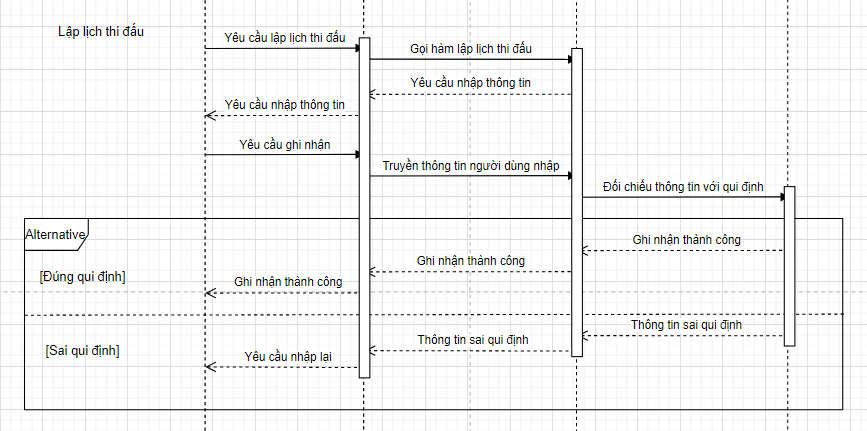 Lập lịch thi đấu
Yêu cầu lập lịch thi đấu
Gọi hàm lập lịch thi đấu
Yêu cầu nhập thông tin
Yêu cầu nhập thông tin
Yêu cầu ghi nhận
Truyền thông tin người dùng nhập
Đối chiếu thông tin với qui định
Alternative
Ghi nhận thành công
Ghi nhận thành công
[Đúng qui định]
Ghi nhận thành công
Thông tin sai qui định
Thông tin sai qui định
[Sai qui định]
Yêu cầu nhập lại